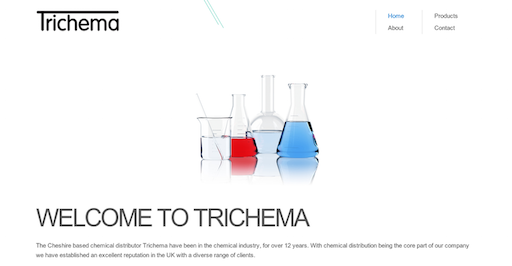 Trichema
Home
Products
About
Contact
WELCOME TO TRICHEMA
The Cheshire based chemical distributor Trichema have been in the chemical industry, for over 12 years. With chemical distribution being the core part of our company
we have established an excellent reputation in the UK with a diverse range of clients.